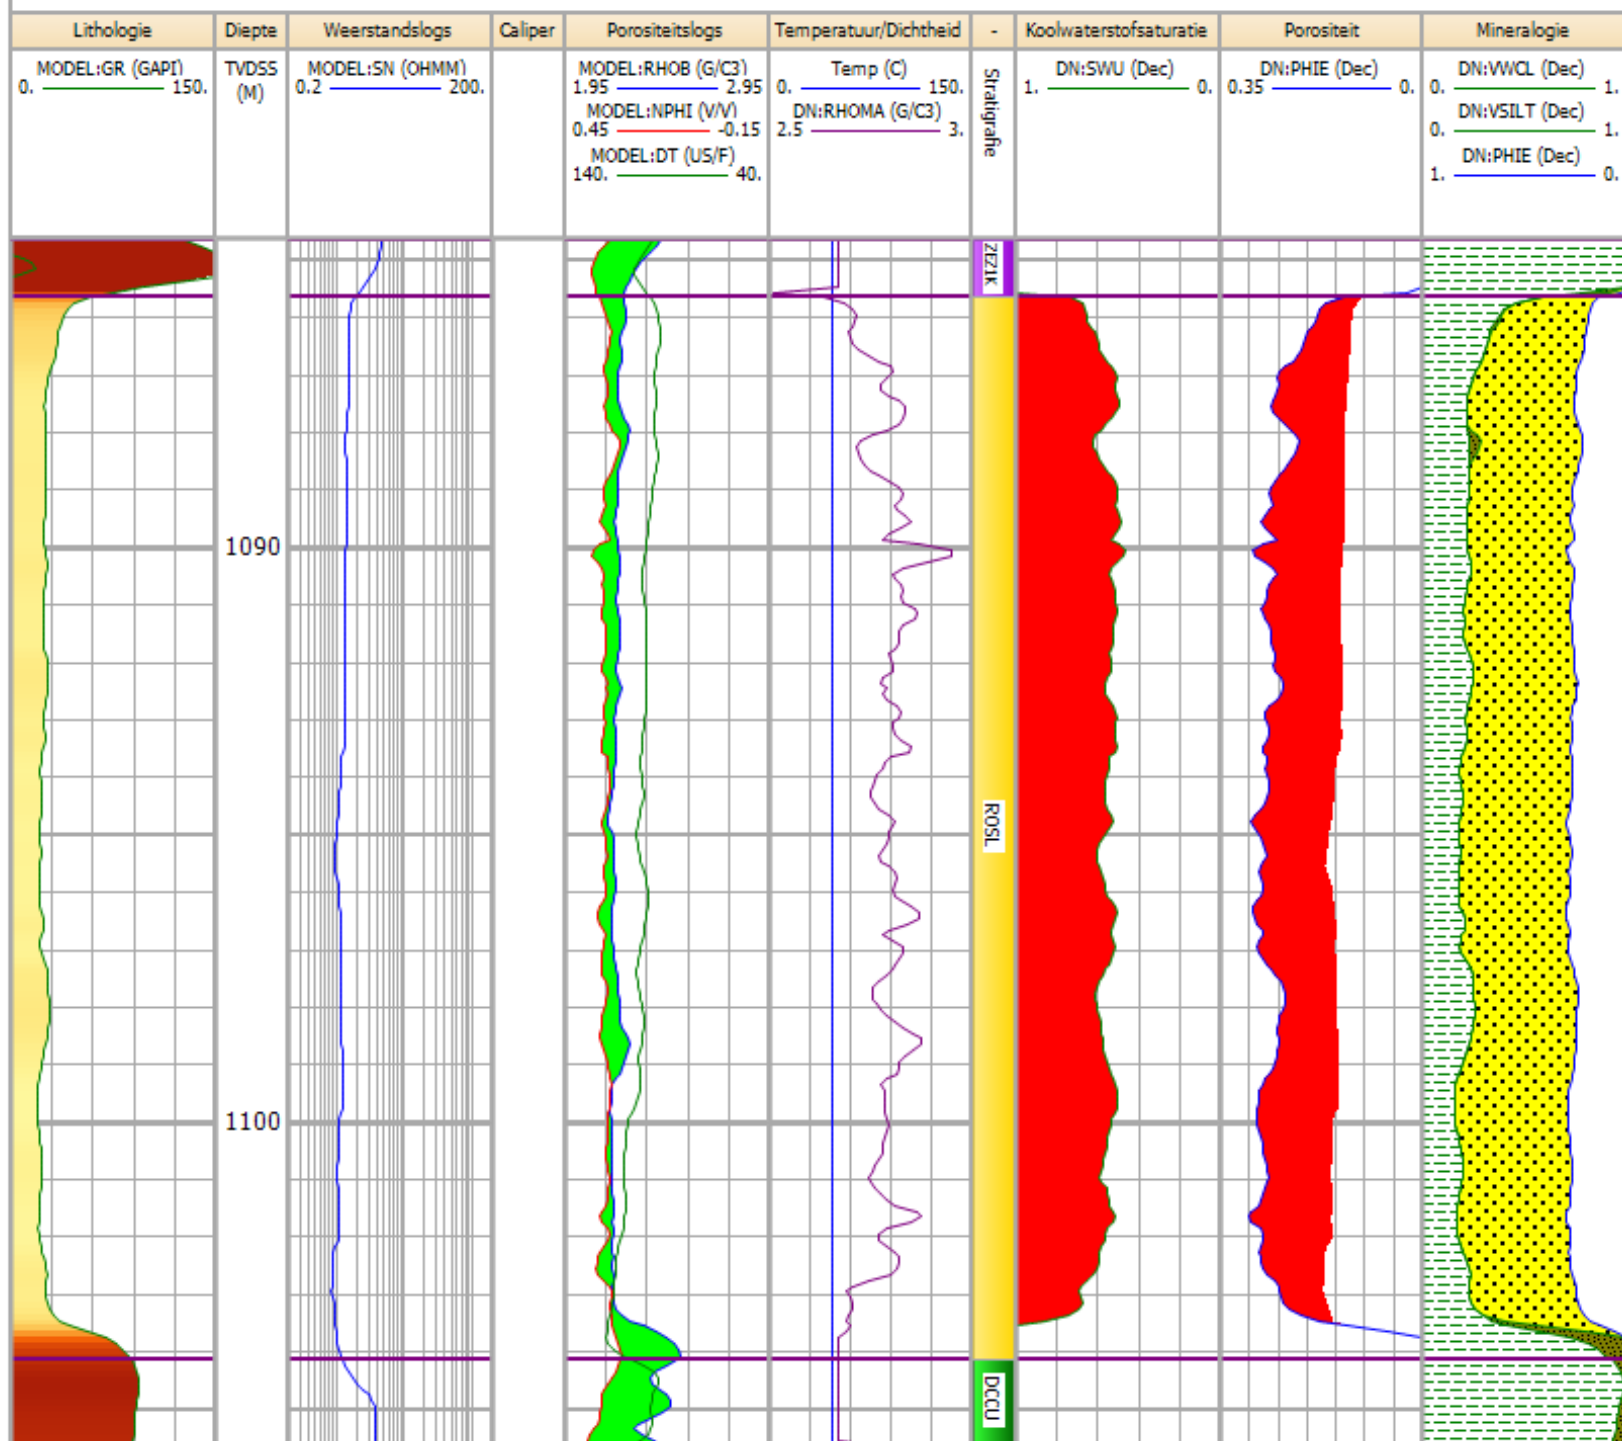 Lithologie
Diepte
Weerstandslogs
Caliper
Porositeitslogs
Temperatuur/Dichtheid
-
Koolwaterstofsaturatie
Porositeit
Mineralogie
MODEL:GR (GAPI)
0. 150.
TVDSS
(M)
MODEL:SN (OHMM)
0.2 200.
MODEL:RHOB (G/C3)
1.95 2.95
MODEL:NPHI (V/V)
0.45 -0.15
MODEL:DT (US/F)
140. 40.
Temp (C)
0. 150.
DN:RHOMA (G/C3)
2.5 3.
Stratigrafie
DN:SWU (Dec)
1. 0.
DN:PHIE (Dec)
0.35 0.
DN:VWCL (Dec)
0. 1.
DN:VSILT (Dec)
0. 1.
DN:PHIE (Dec)
1. 0.
ZEZ1K
1090
ROSL
1100
DCCU